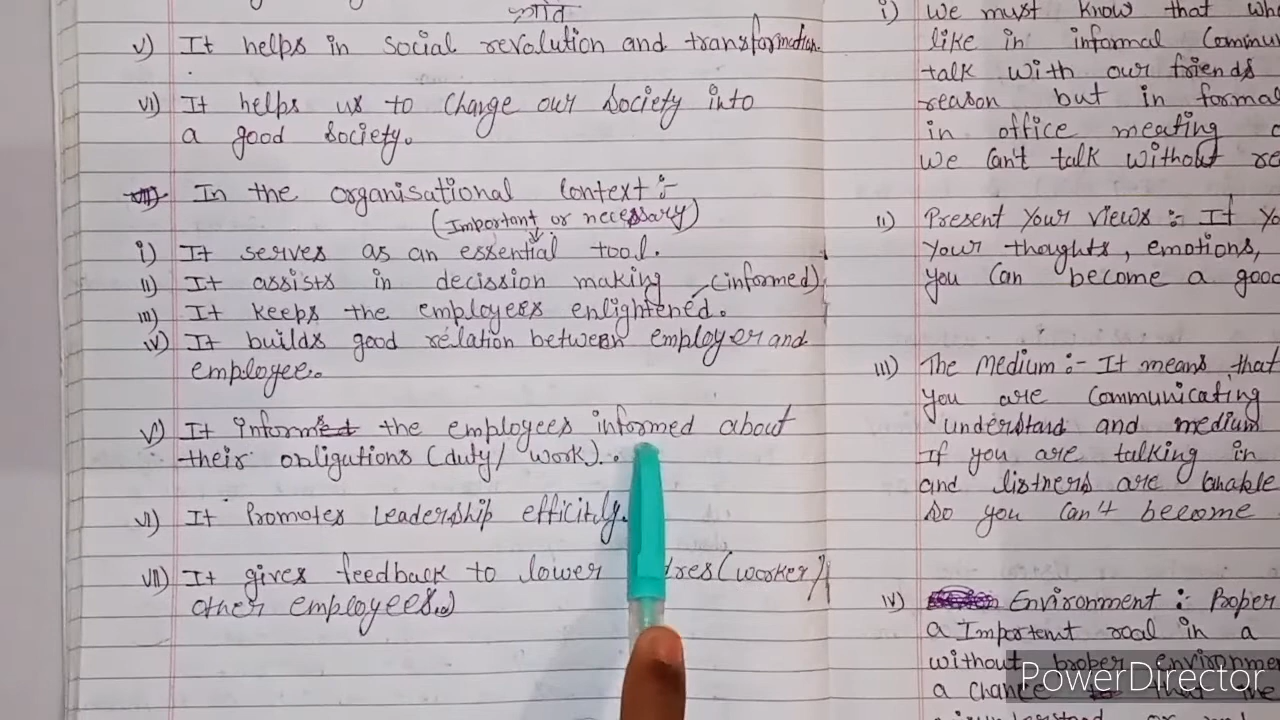 क्रांति
v) It helps in social revolution and transformation.
vi) It helps us to change our society into
a good society.
In the organisational context :-
(Important or necessary)
i) It serves as an essential tool.
ii) It assists in decission making (informed)
iii) It keeps the employees enlightened.
iv) It builds good relation between employer and
employee.
v) It informed the employees informed about
their obligations (duty/ work).
vi) It Promotes Leadership efficitly.
vii) It gives feedback to lower (worker)
other employees.
i) We must know that
like in informal
talk with our friends
reason but in formal
in office meating
we can't talk without
ii) Present your views :- If
your thoughts, emotions,
you can become a good
iii) The Medium :- It means that
you are communicating
understand and medium
If you are talking in
and listners are unable
so you can't become
iv) Environment :- Proper
a Importent roal in a
without proper
a chance
PowerDirector